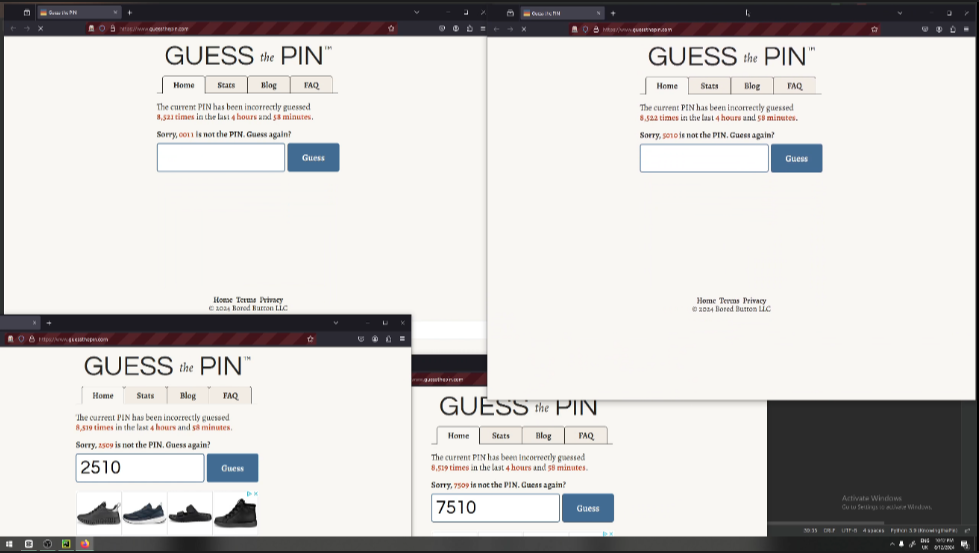 Guess the PIN
https://www.guessthepin.com
GUESS the PIN™
Home Stats Blog FAQ
The current PIN has been incorrectly guessed
8,521 times in the last 4 hours and 58 minutes.
Sorry, 0011 is not the PIN. Guess again?
Guess
Home Terms Privacy
© 2024 Bored Button LLC
Guess the PIN
https://www.guessthepin.com
GUESS the PIN™
Home Stats Blog FAQ
The current PIN has been incorrectly guessed
8,522 times in the last 4 hours and 58 minutes.
Sorry, 5010 is not the PIN. Guess again?
Guess
Home Terms Privacy
© 2024 Bored Button LLC
https://www.guessthepin.com
GUESS the PIN™
Home Stats Blog FAQ
The current PIN has been incorrectly guessed
8,519 times in the last 4 hours and 58 minutes.
Sorry, 2509 is not the PIN. Guess again?
2510 Guess
www.guessthepin.com
GUESS the PIN
Home Stats Blog FAQ
The current PIN has been incorrectly guessed
8,519 times in the last 4 hours and 58 minutes.
Sorry, 7509 is not the PIN. Guess again?
7510 Guess
Activate Windows
Go to Settings to activate Windows.
CRLF UTF-8 4 spaces
ENG
UK